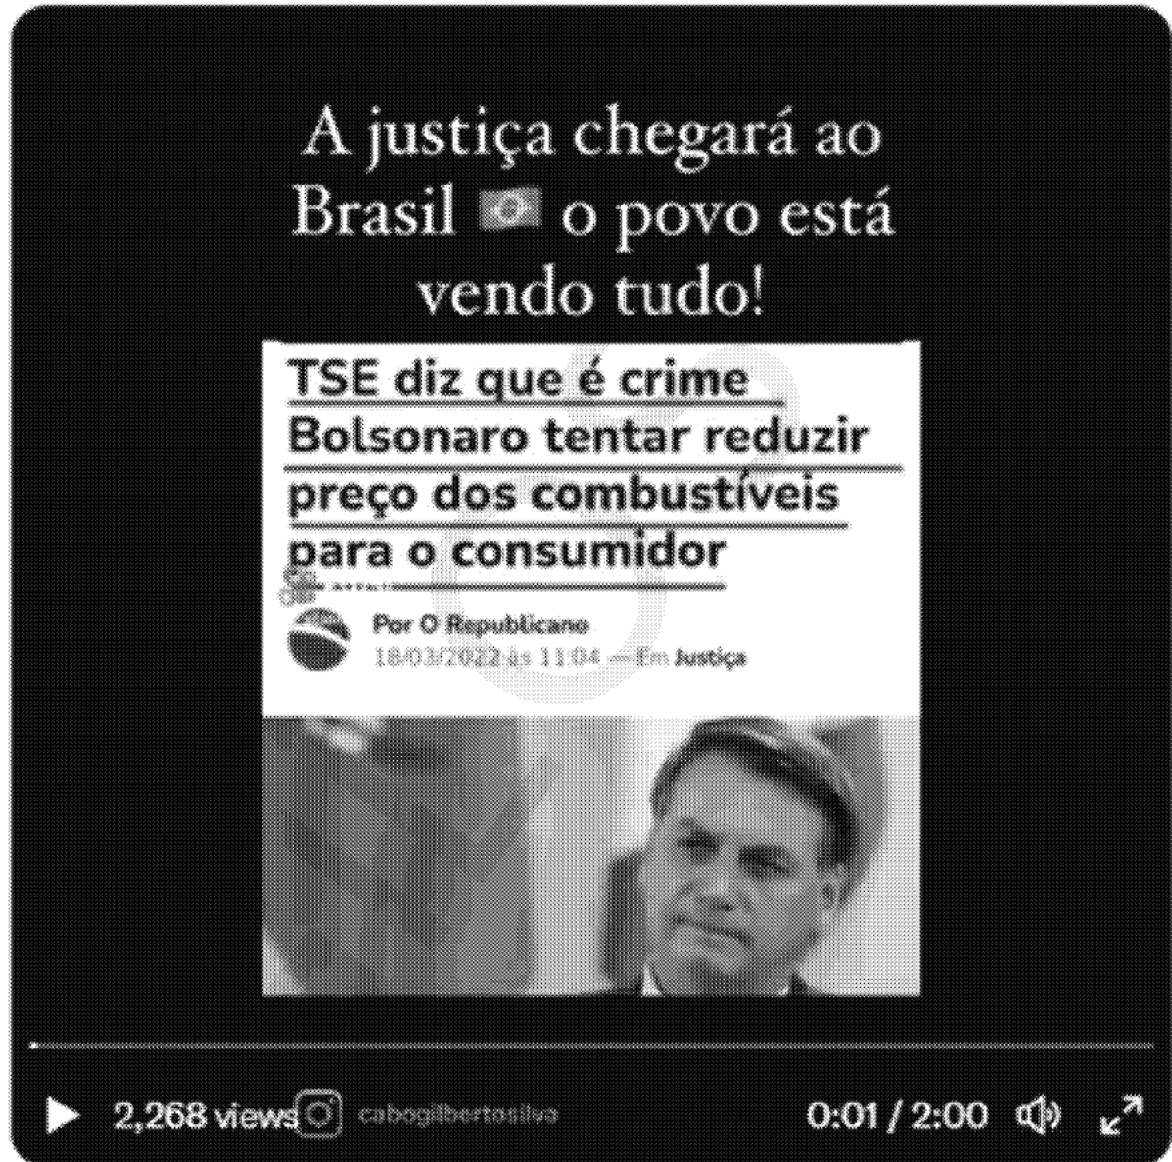 A justiça chegará ao
Brasil 🇧🇷 o povo está
vendo tudo!
TSE diz que é crime
Bolsonaro tentar reduzir
preço dos combustíveis
para o consumidor
Por O Republicano
18/03/2022 às 11:04 — Em Justiça
2,268 views
cabogilbertosilva
0:01 / 2:00